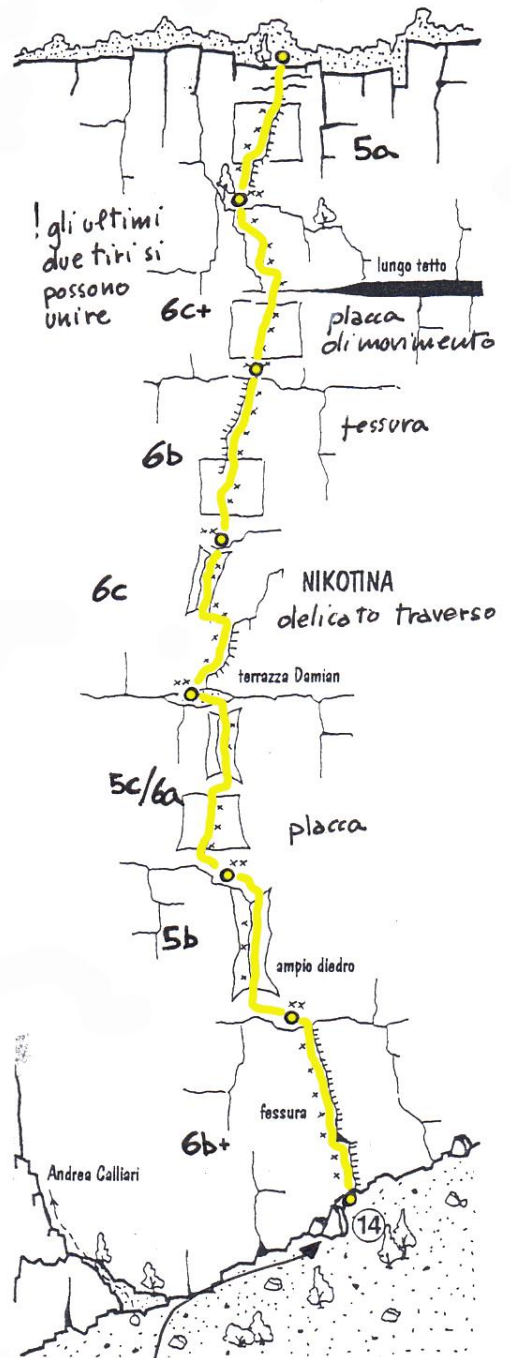 5a
! gli ultimi
due tiri si
possono
unire
lungo tetto
6c+
placca
di movimento
fessura
6b
NIKOTINA
6c
delicato traverso
terrazza Damian
5c/6a
placca
5b
ampio diedro
fessura
6b+
Andrea Calliari
14